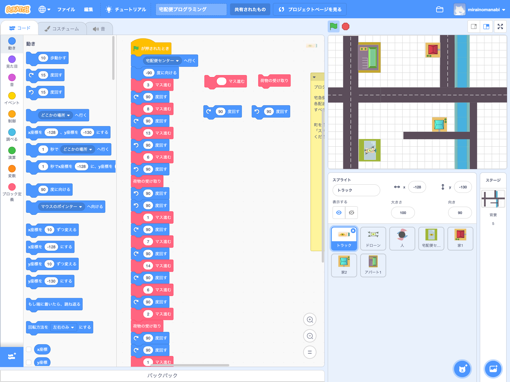 ファイル
編集
チュートリアル
宅配便プログラミング
共有されたもの
プロジェクトページを見る
mirainomanabi
コード
コスチューム
音
動き
見た目
音
イベント
制御
調べる
演算
変数
ブロック定義
動き
10 歩動かす
15 度回す
15 度回す
どこかの場所 へ行く
x座標を -128 、y座標を -130 にする
1 秒で どこかの場所 へ行く
1 秒でx座標を -128 に、y座標を
90 度に向ける
マウスのポインター へ向ける
x座標を 10 ずつ変える
x座標を -128 にする
y座標を 10 ずつ変える
y座標を -130 にする
もし端に着いたら、跳ね返る
回転方法を 左右のみ にする
x座標
y座標
が押されたとき
宅配便センター へ行く
-90 度に向ける
マス進む
90 度回す
マス進む
90 度回す
マス進む
90 度回す
マス進む
90 度回す
荷物の受け取り
90 度回す
90 度回す
マス進む
90 度回す
マス進む
90 度回す
14 マス進む
90 度回す
マス進む
90 度回す
マス進む
荷物の受け取り
90 度回す
90 度回す
マス進む
マス進む
荷物の受け取り
90 度回す
90 度回す
バックパック
スプライト
トラック
x -128
y -130
表示する
大きさ
100
向き
トラック
ドローン
人
家1
家2
アパート1
ステージ
背景